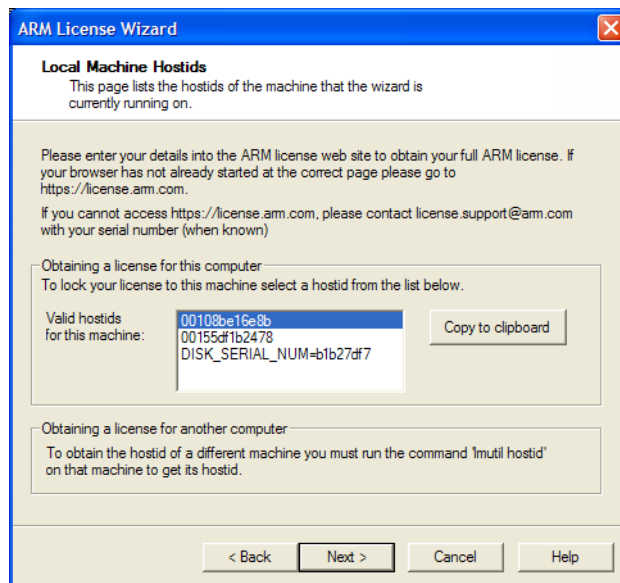 ARM License Wizard
Local Machine Hostids
This page lists the hostids of the machine that the wizard is
currently running on.
Please enter your details into the ARM license web site to obtain your full ARM license. If
your browser has not already started at the correct page please go to
https://license.arm.com.
If you cannot access https://license.arm.com, please contact license.support@arm.com
with your serial number (when known)
Obtaining a license for this computer
To lock your license to this machine select a hostid from the list below.
Valid hostids
for this machine:
00108be16e8b
00155df1b2478
DISK_SERIAL_NUM=b1b27df7
Copy to clipboard
Obtaining a license for another computer
To obtain the hostid of a different machine you must run the command 'lmutil hostid'
on that machine to get its hostid.
< Back
Next >
Cancel
Help